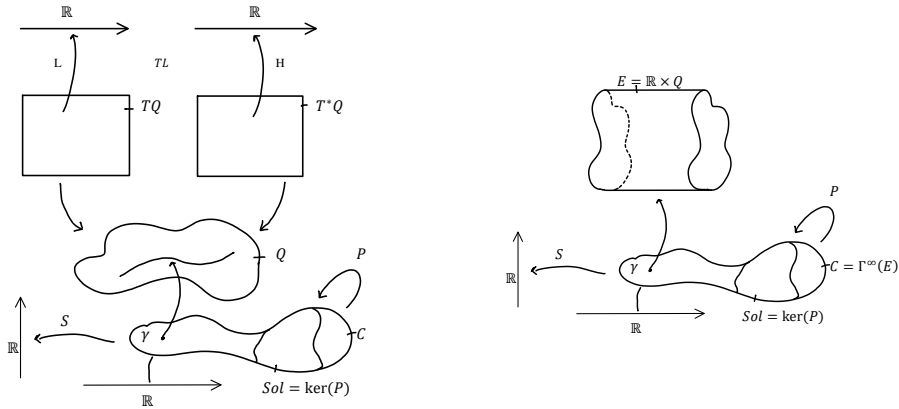 ℝ
ℝ
L
TL
H
TQ
T*Q
Q
P
S
ℝ
γ
C
Sol = ker(P)
ℝ
E = ℝ × Q
P
S
ℝ
γ
C = Γ^∞(E)
Sol = ker(P)
ℝ